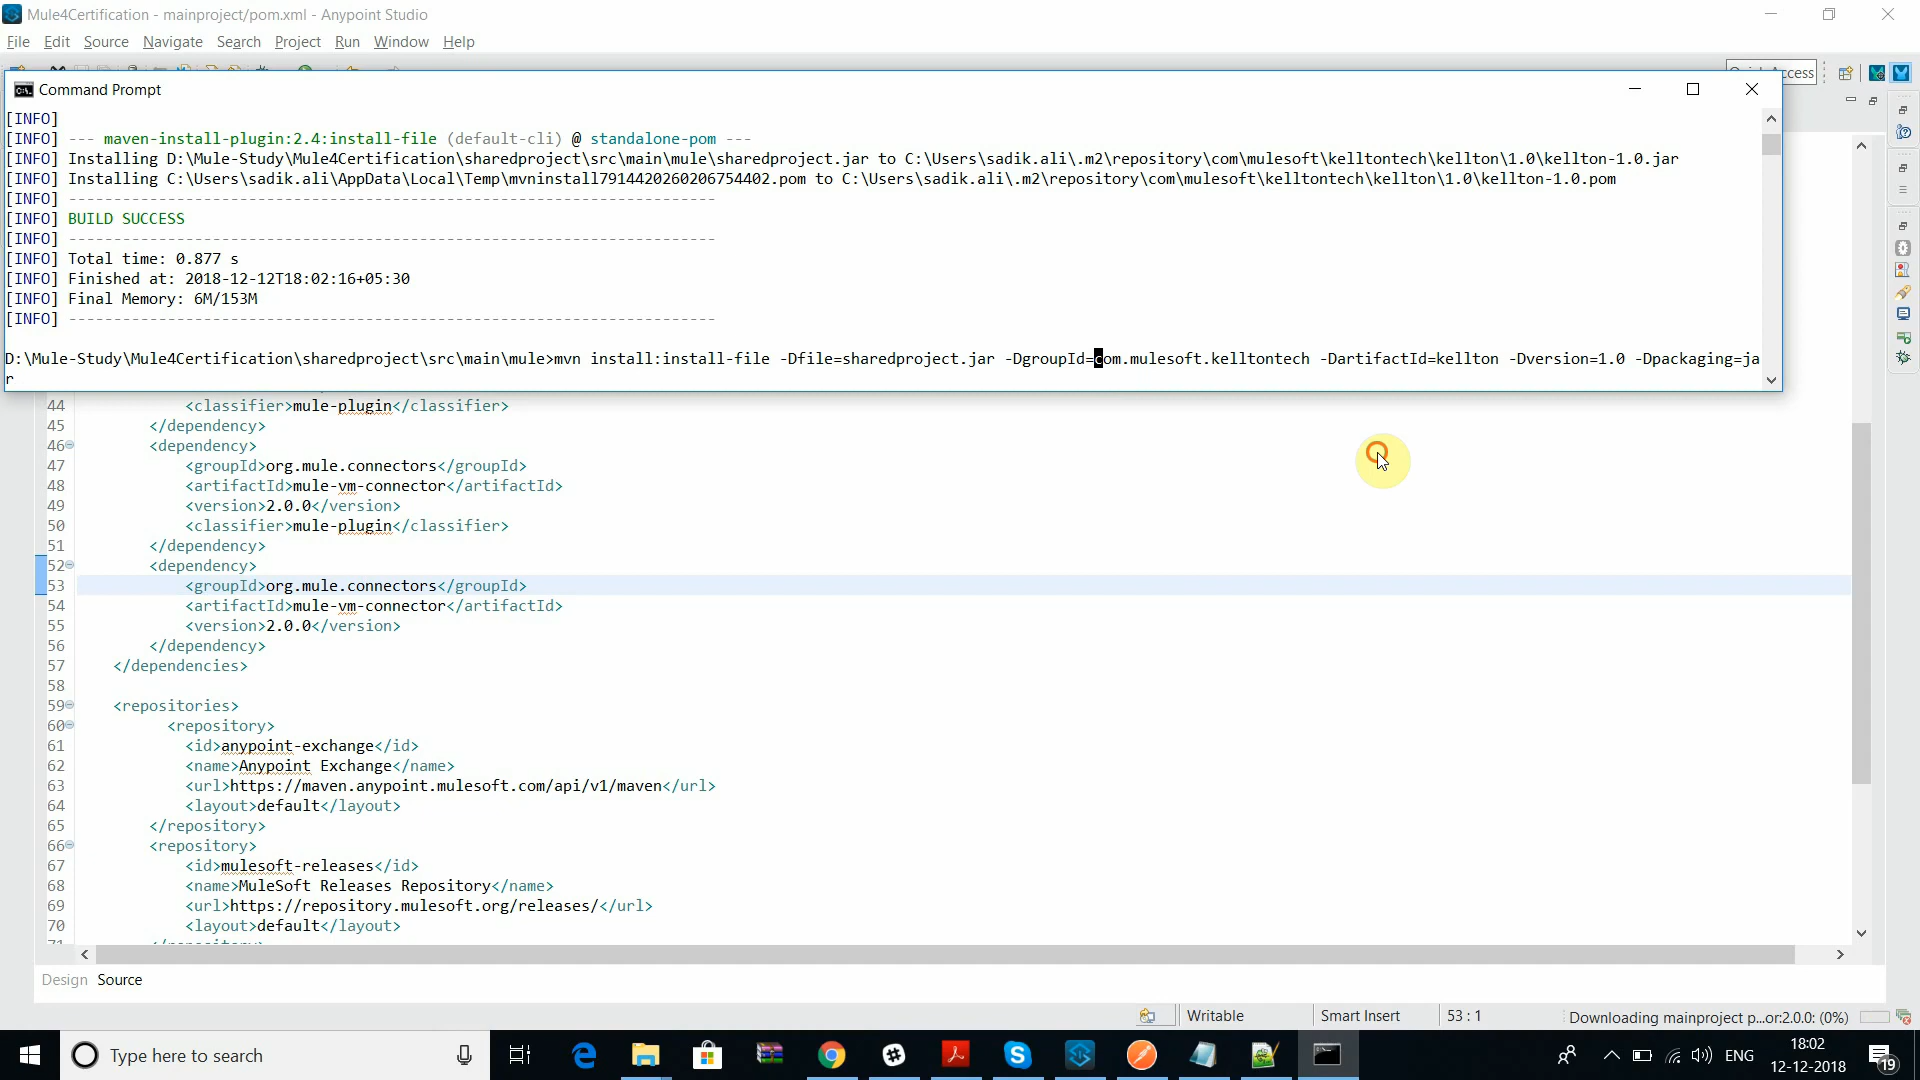 Mule4Certification - mainproject/pom.xml - Anypoint Studio
File Edit Source Navigate Search Project Run Window Help
Command Prompt
[INFO]
[INFO] --- maven-install-plugin:2.4:install-file (default-cli) @ standalone-pom ---
[INFO] Installing D:\Mule-Study\Mule4Certification\sharedproject\src\main\mule\sharedproject.jar to C:\Users\sadik.ali\.m2\repository\com\mulesoft\kelltontech\kellton\1.0\kellton-1.0.jar
[INFO] Installing C:\Users\sadik.ali\AppData\Local\Temp\mvninstall7914420260206754402.pom to C:\Users\sadik.ali\.m2\repository\com\mulesoft\kelltontech\kellton\1.0\kellton-1.0.pom
[INFO] ------------------------------------------------------------------------
[INFO] BUILD SUCCESS
[INFO] ------------------------------------------------------------------------
[INFO] Total time: 0.877 s
[INFO] Finished at: 2018-12-12T18:02:16+05:30
[INFO] Final Memory: 6M/153M
[INFO] ------------------------------------------------------------------------
D:\Mule-Study\Mule4Certification\sharedproject\src\main\mule>mvn install:install-file -Dfile=sharedproject.jar -DgroupId=com.mulesoft.kelltontech -DartifactId=kellton -Dversion=1.0 -Dpackaging=ja
r
44 <classifier>mule-plugin</classifier>
45 </dependency>
46 <dependency>
47 <groupId>org.mule.connectors</groupId>
48 <artifactId>mule-vm-connector</artifactId>
49 <version>2.0.0</version>
50 <classifier>mule-plugin</classifier>
51 </dependency>
52 <dependency>
53 <groupId>org.mule.connectors</groupId>
54 <artifactId>mule-vm-connector</artifactId>
55 <version>2.0.0</version>
56 </dependency>
57 </dependencies>
58
59 <repositories>
60 <repository>
61 <id>anypoint-exchange</id>
62 <name>Anypoint Exchange</name>
63 <url>https://maven.anypoint.mulesoft.com/api/v1/maven</url>
64 <layout>default</layout>
65 </repository>
66 <repository>
67 <id>mulesoft-releases</id>
68 <name>MuleSoft Releases Repository</name>
69 <url>https://repository.mulesoft.org/releases/</url>
70 <layout>default</layout>
Design Source
Writable Smart Insert 53 : 1 Downloading mainproject p...or:2.0.0: (0%)
Type here to search
ENG
18:02
12-12-2018
19